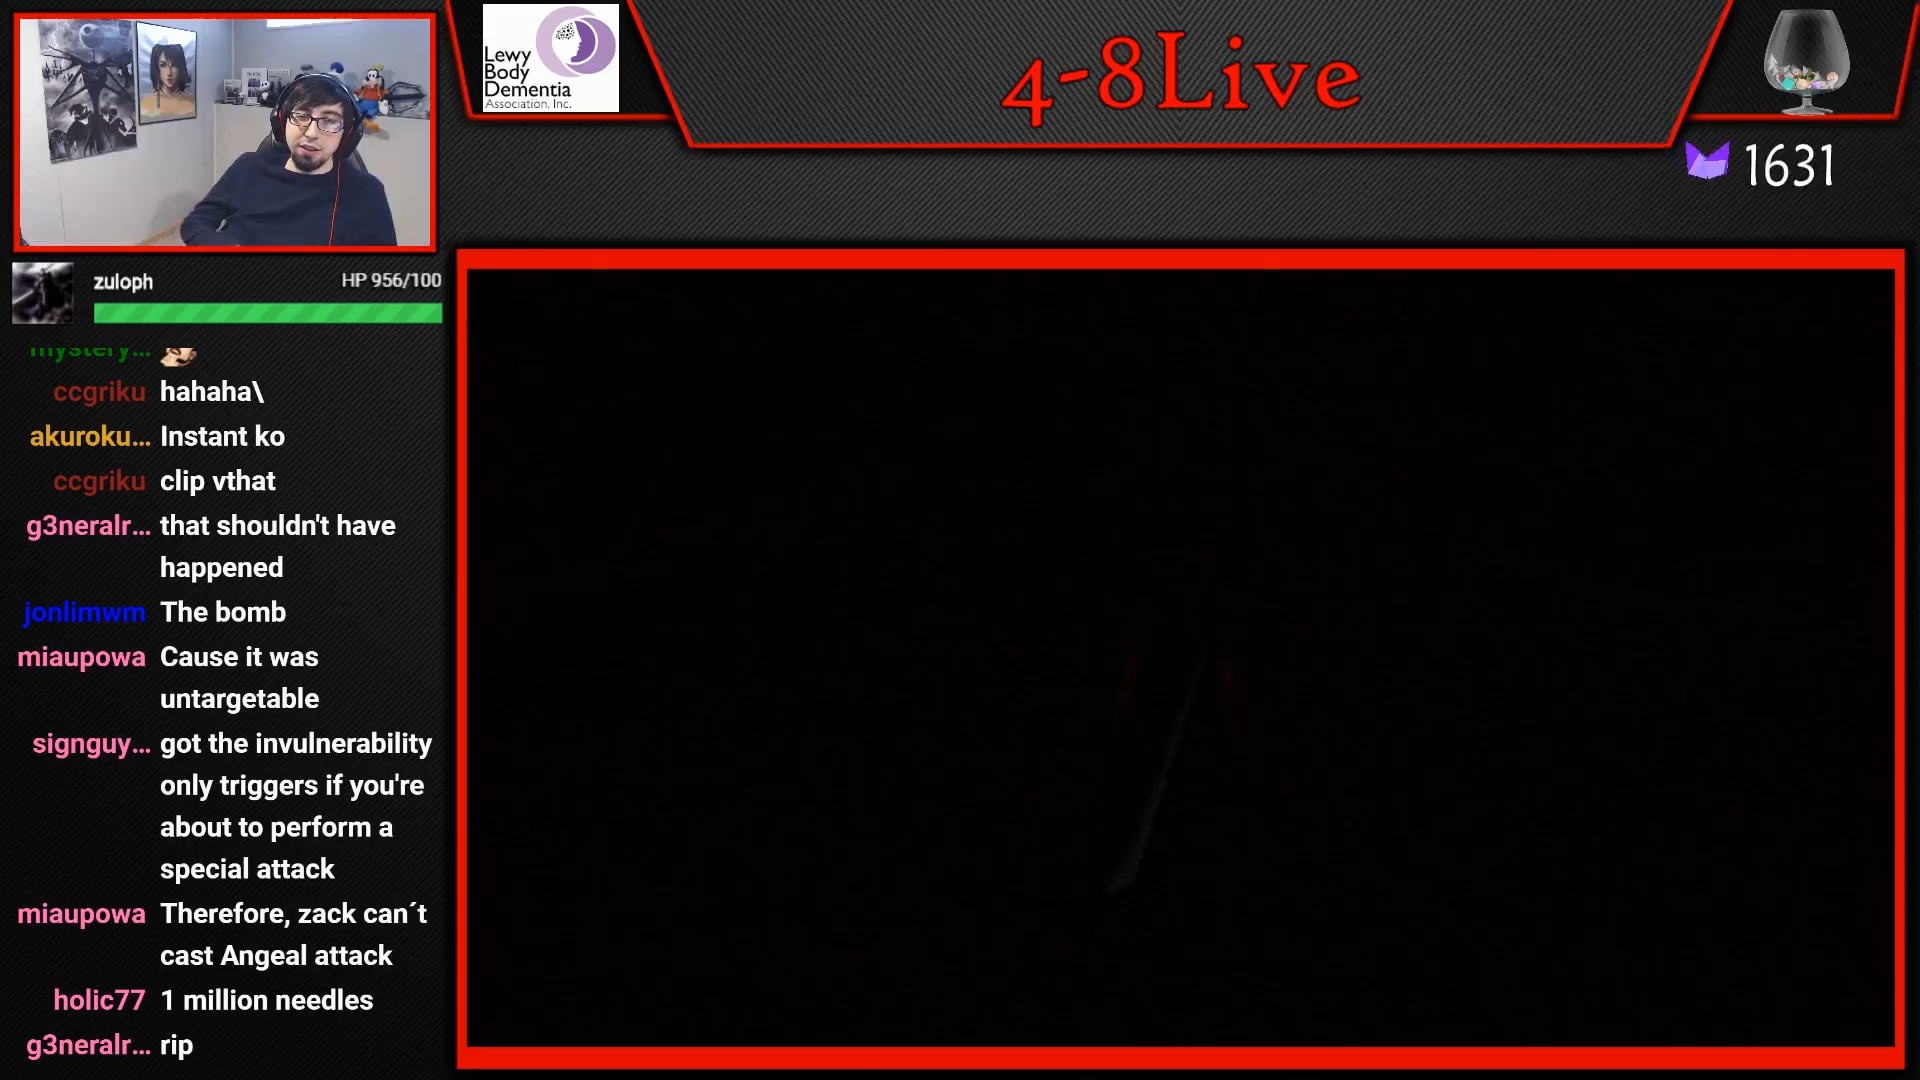 Lewy
Body
Dementia
Association, Inc.
4-8Live
1631
zuloph
HP 956/100
mystery...
ccgriku hahaha\
akuroku... Instant ko
ccgriku clip vthat
g3neralr... that shouldn't have
happened
jonlimwm The bomb
miaupowa Cause it was
untargetable
signguy... got the invulnerability
only triggers if you're
about to perform a
special attack
miaupowa Therefore, zack can´t
cast Angeal attack
holic77 1 million needles
g3neralr... rip